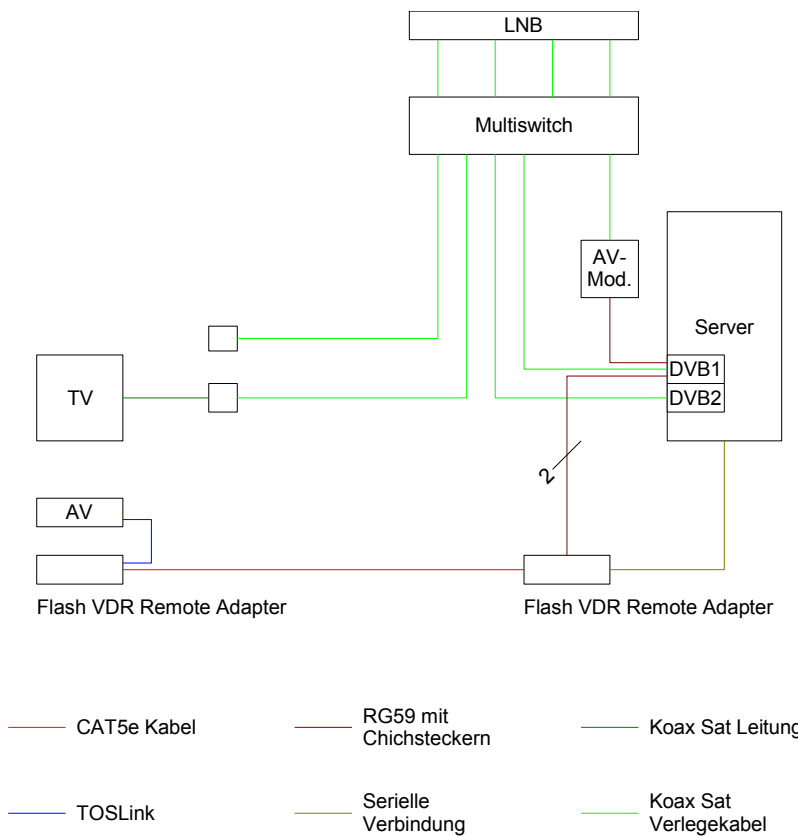 LNB
Multiswitch
AV-
Mod.
Server
DVB1
TV
DVB2
2
AV
Flash VDR Remote Adapter
Flash VDR Remote Adapter
CAT5e Kabel
RG59 mit
Chichsteckern
Koax Sat Leitung
TOSLink
Serielle
Verbindung
Koax Sat
Verlegekabel